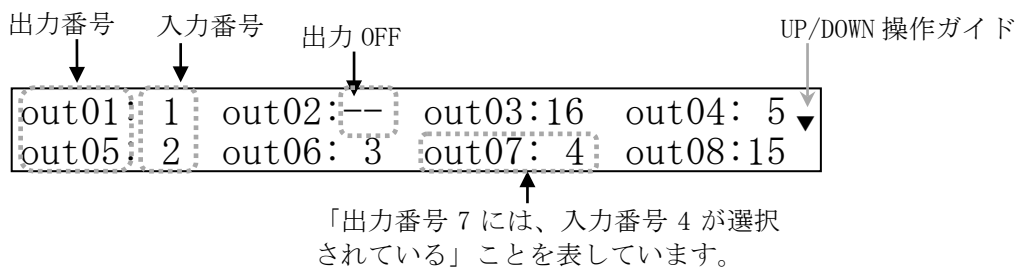 出力番号 入力番号 出力 OFF UP/DOWN 操作ガイド
out01: 1 out02:-- out03:16 out04: 5 ▼
out05: 2 out06: 3 out07: 4 out08:15
「出力番号 7 には、入力番号 4 が選択
されている」ことを表しています。